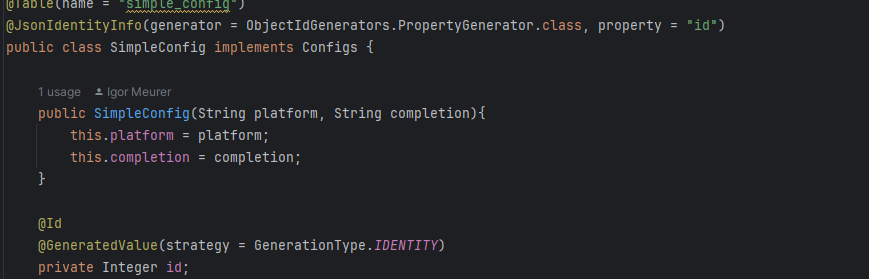 @Table(name = "simple_config")
@JsonIdentityInfo(generator = ObjectIdGenerators.PropertyGenerator.class, property = "id")
public class SimpleConfig implements Configs {
1 usage Igor Meurer
public SimpleConfig(String platform, String completion){
this.platform = platform;
this.completion = completion;
}
@Id
@GeneratedValue(strategy = GenerationType.IDENTITY)
private Integer id;